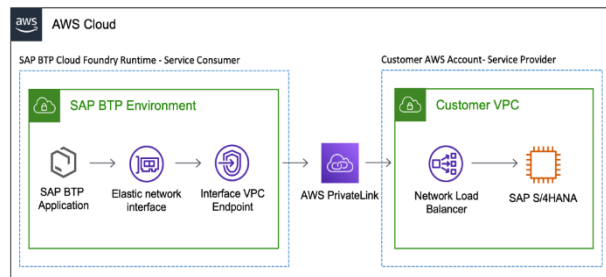 aws
AWS Cloud
SAP BTP Cloud Foundry Runtime - Service Consumer
Customer AWS Account- Service Provider
SAP BTP Environment
Customer VPC
SAP BTP
Application
Elastic network
interface
Interface VPC
Endpoint
AWS PrivateLink
Network Load
Balancer
SAP S/4HANA